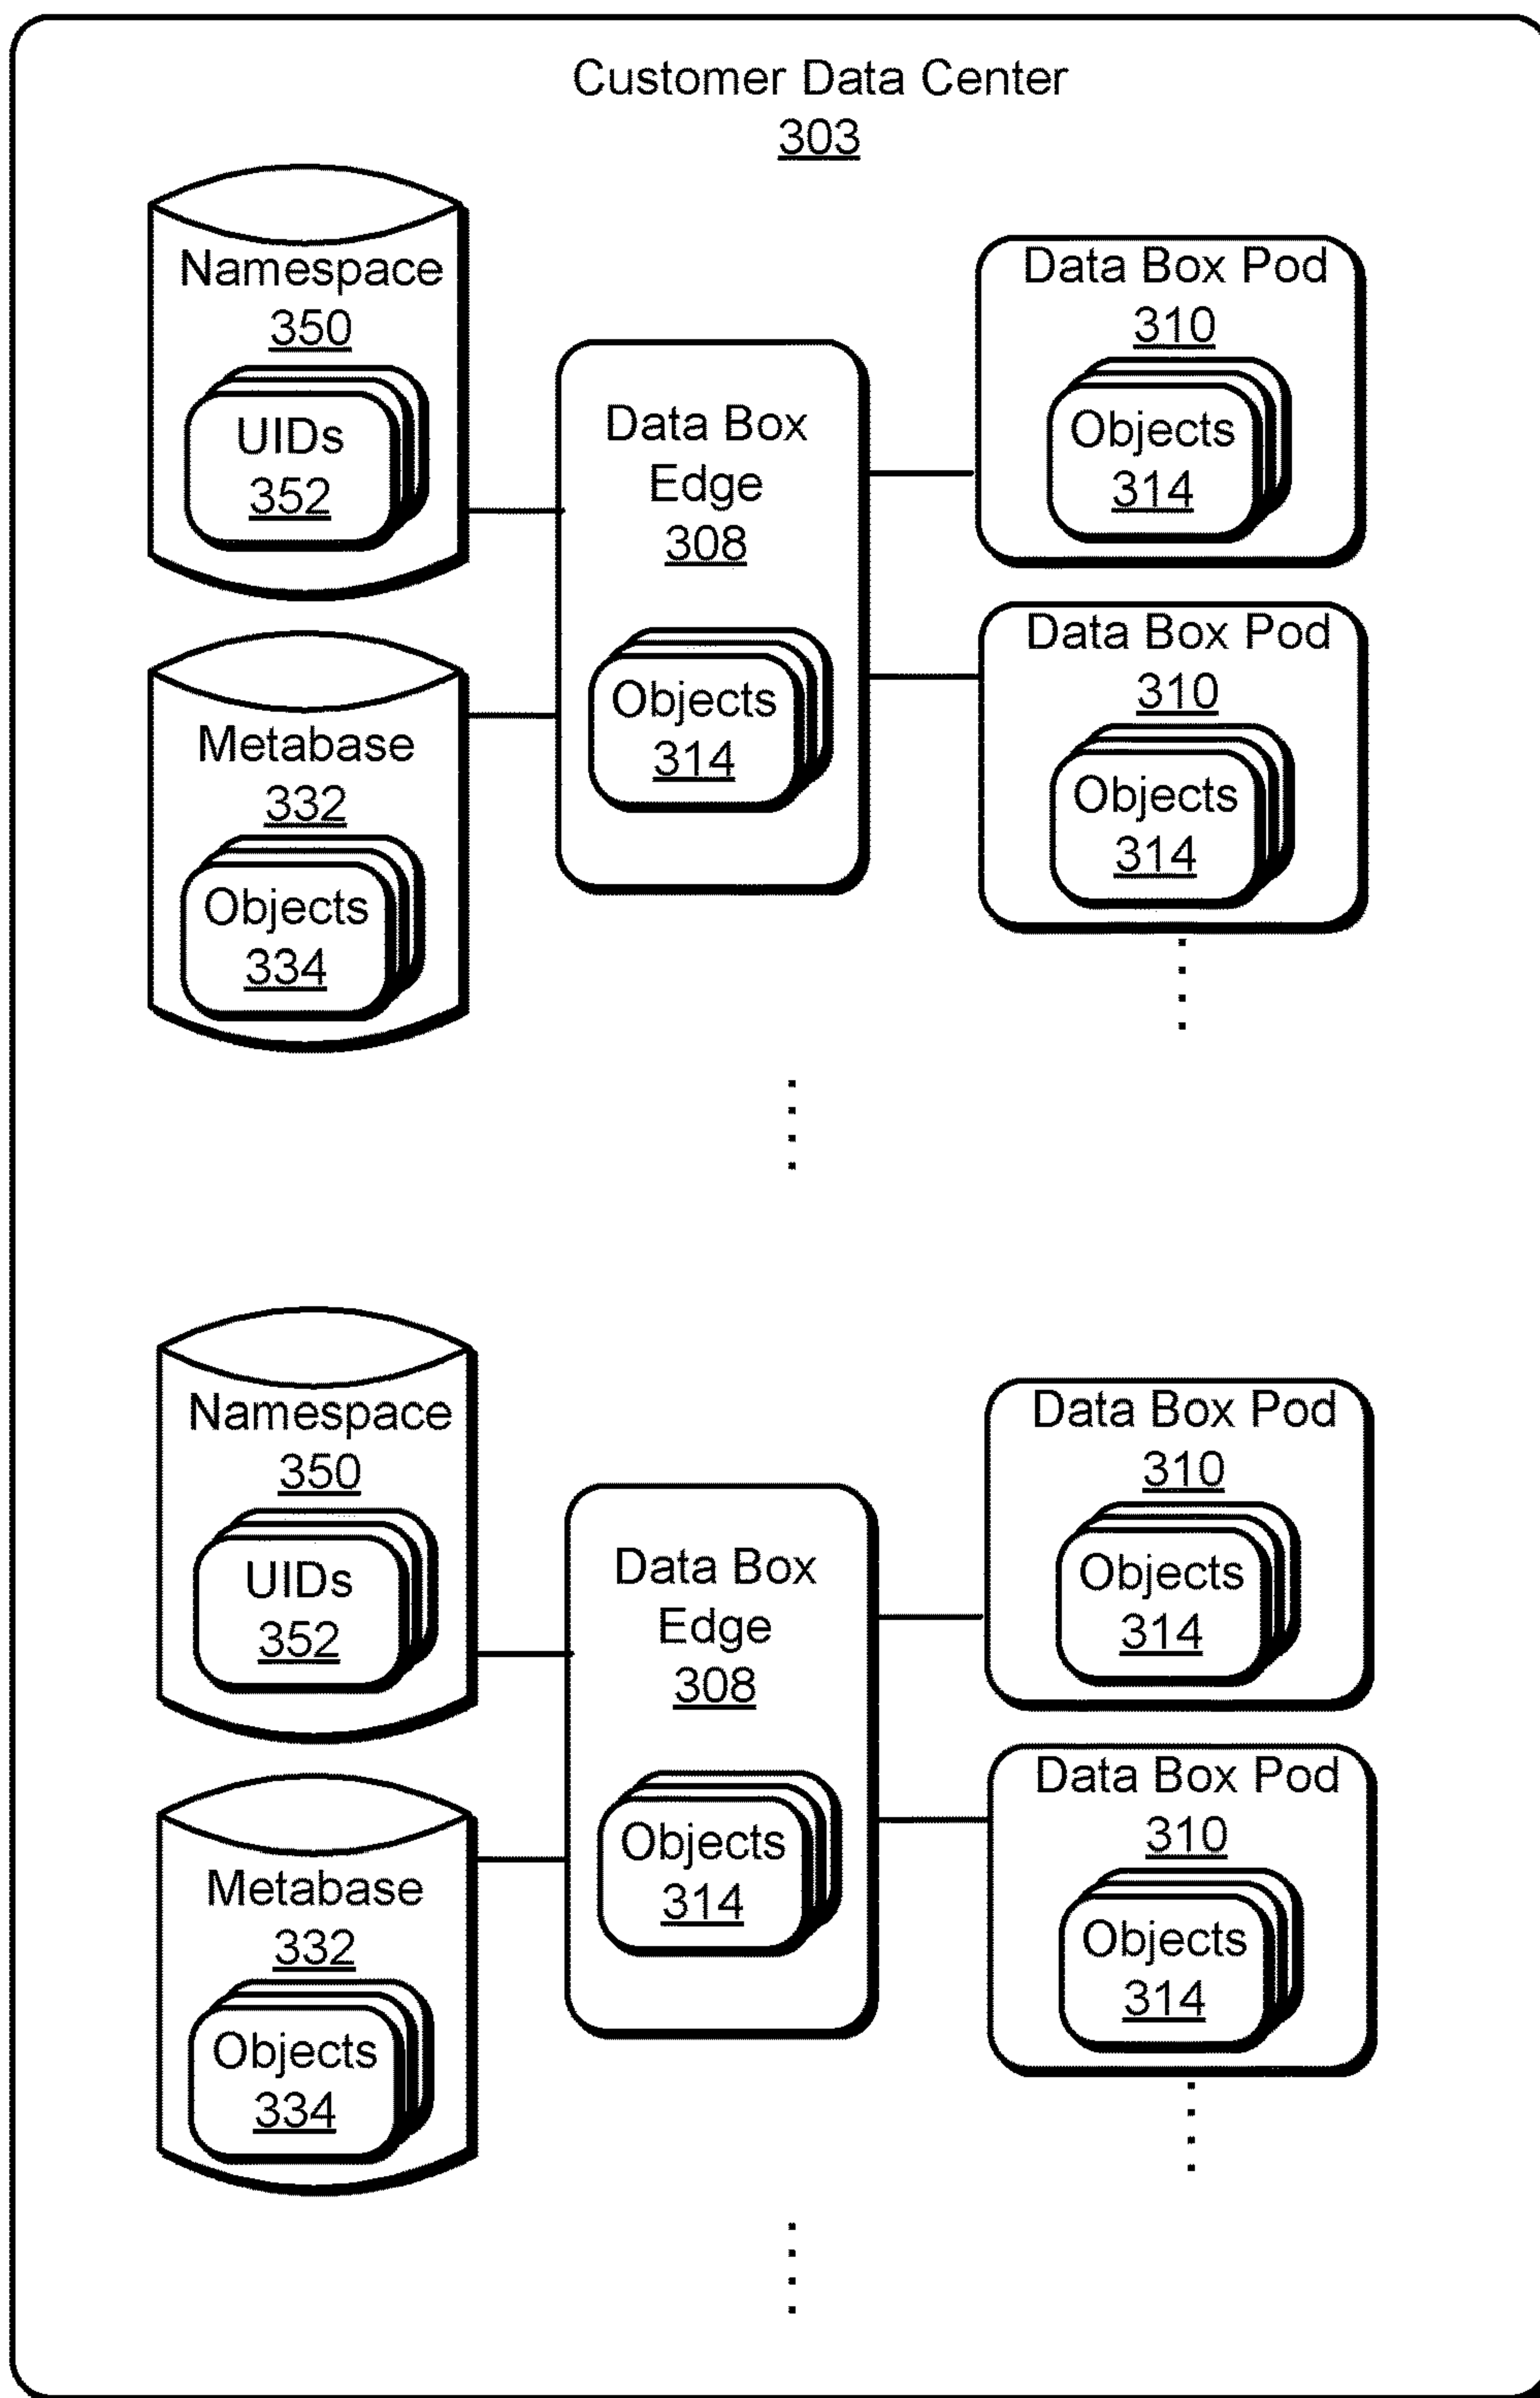 Customer Data Center
303
Namespace
350
UIDs
352
Metabase
332
Objects
334
Data Box
Edge
308
Objects
314
Data Box Pod
310
Objects
314
Data Box Pod
310
Objects
314
Namespace
350
UIDs
352
Metabase
332
Objects
334
Data Box
Edge
308
Objects
314
Data Box Pod
310
Objects
314
Data Box Pod
310
Objects
314